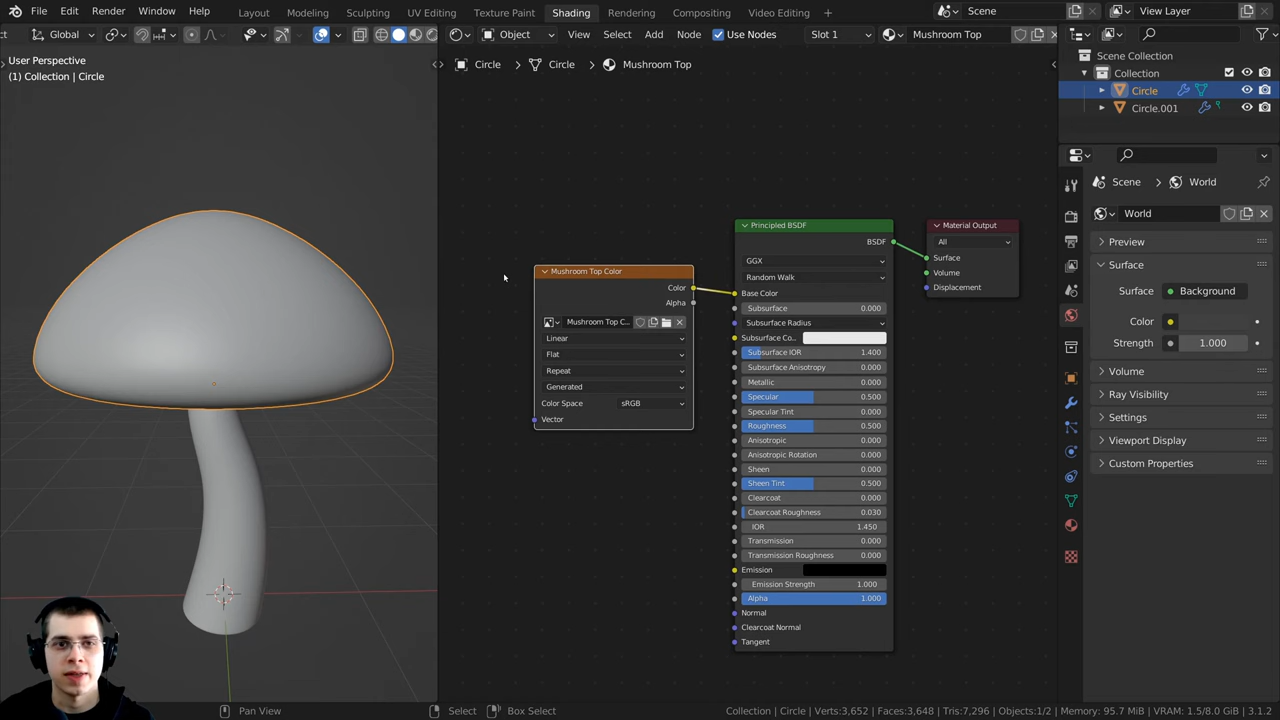 File Edit Render Window Help Layout Modeling Sculpting UV Editing Texture Paint Shading Rendering Compositing Video Editing + Scene View Layer
ct Global Object View Select Add Node Use Nodes Slot 1 Mushroom Top
User Perspective
(1) Collection | Circle
Circle > Circle > Mushroom Top
Scene Collection
Collection
Circle
Circle.001
Scene > World
World
Preview
Surface
Surface Background
Color
Strength 1.000
Volume
Ray Visibility
Settings
Viewport Display
Custom Properties
Mushroom Top Color
Color
Alpha
Mushroom Top C...
Linear
Flat
Repeat
Generated
Color Space sRGB
Vector
Principled BSDF
BSDF
GGX
Random Walk
Base Color
Subsurface 0.000
Subsurface Radius
Subsurface Co...
Subsurface IOR 1.400
Subsurface Anisotropy 0.000
Metallic 0.000
Specular 0.500
Specular Tint 0.000
Roughness 0.500
Anisotropic 0.000
Anisotropic Rotation 0.000
Sheen 0.000
Sheen Tint 0.500
Clearcoat 0.000
Clearcoat Roughness 0.030
IOR 1.450
Transmission 0.000
Transmission Roughness 0.000
Emission
Emission Strength 1.000
Alpha 1.000
Normal
Clearcoat Normal
Tangent
Material Output
All
Surface
Volume
Displacement
Pan View Select Box Select Collection | Circle | Verts:3,652 | Faces:3,648 | Tris:7,296 | Objects:1/2 | Memory: 95.7 MiB | VRAM: 1.5/8.0 GiB | 3.1.2